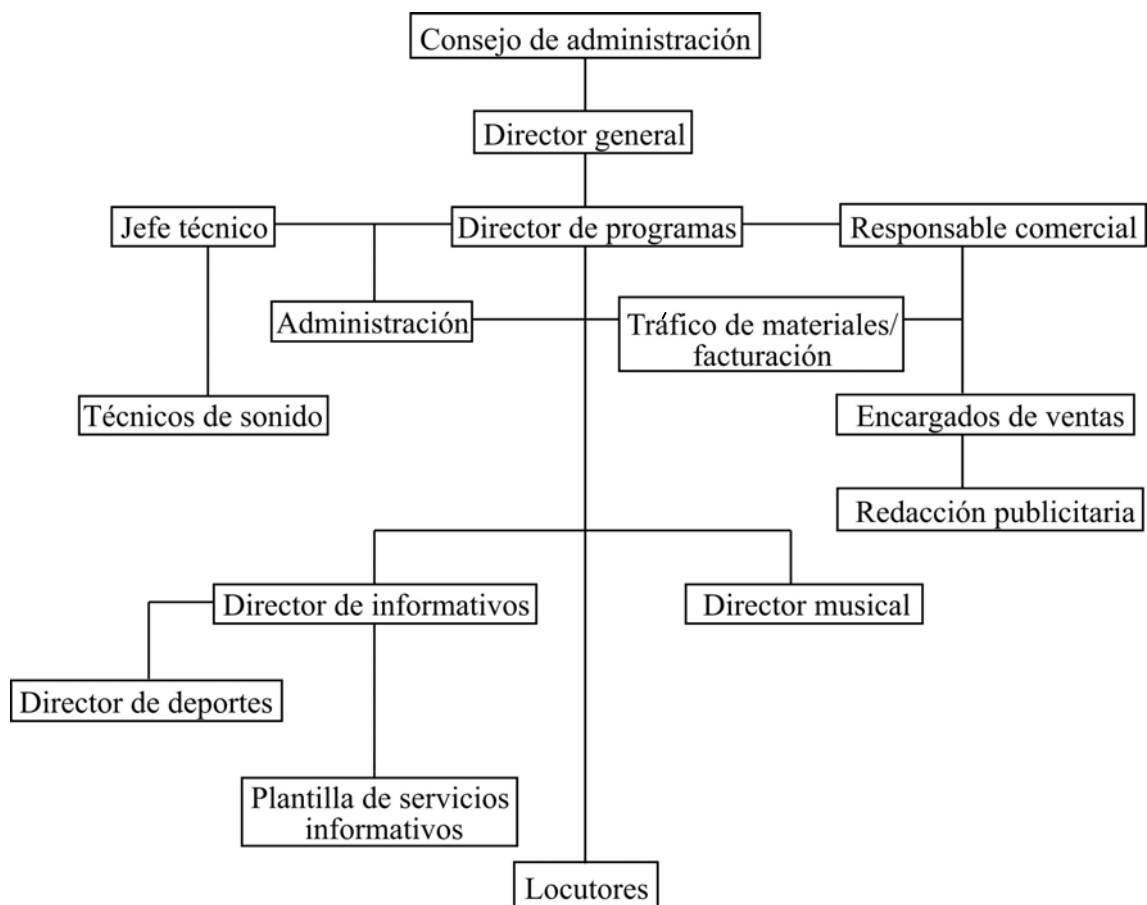 Consejo de administración
Director general
Jefe técnico
Director de programas
Responsable comercial
Administración
Tráfico de materiales/
facturación
Técnicos de sonido
Encargados de ventas
Redacción publicitaria
Director de informativos
Director musical
Director de deportes
Plantilla de servicios
informativos
Locutores